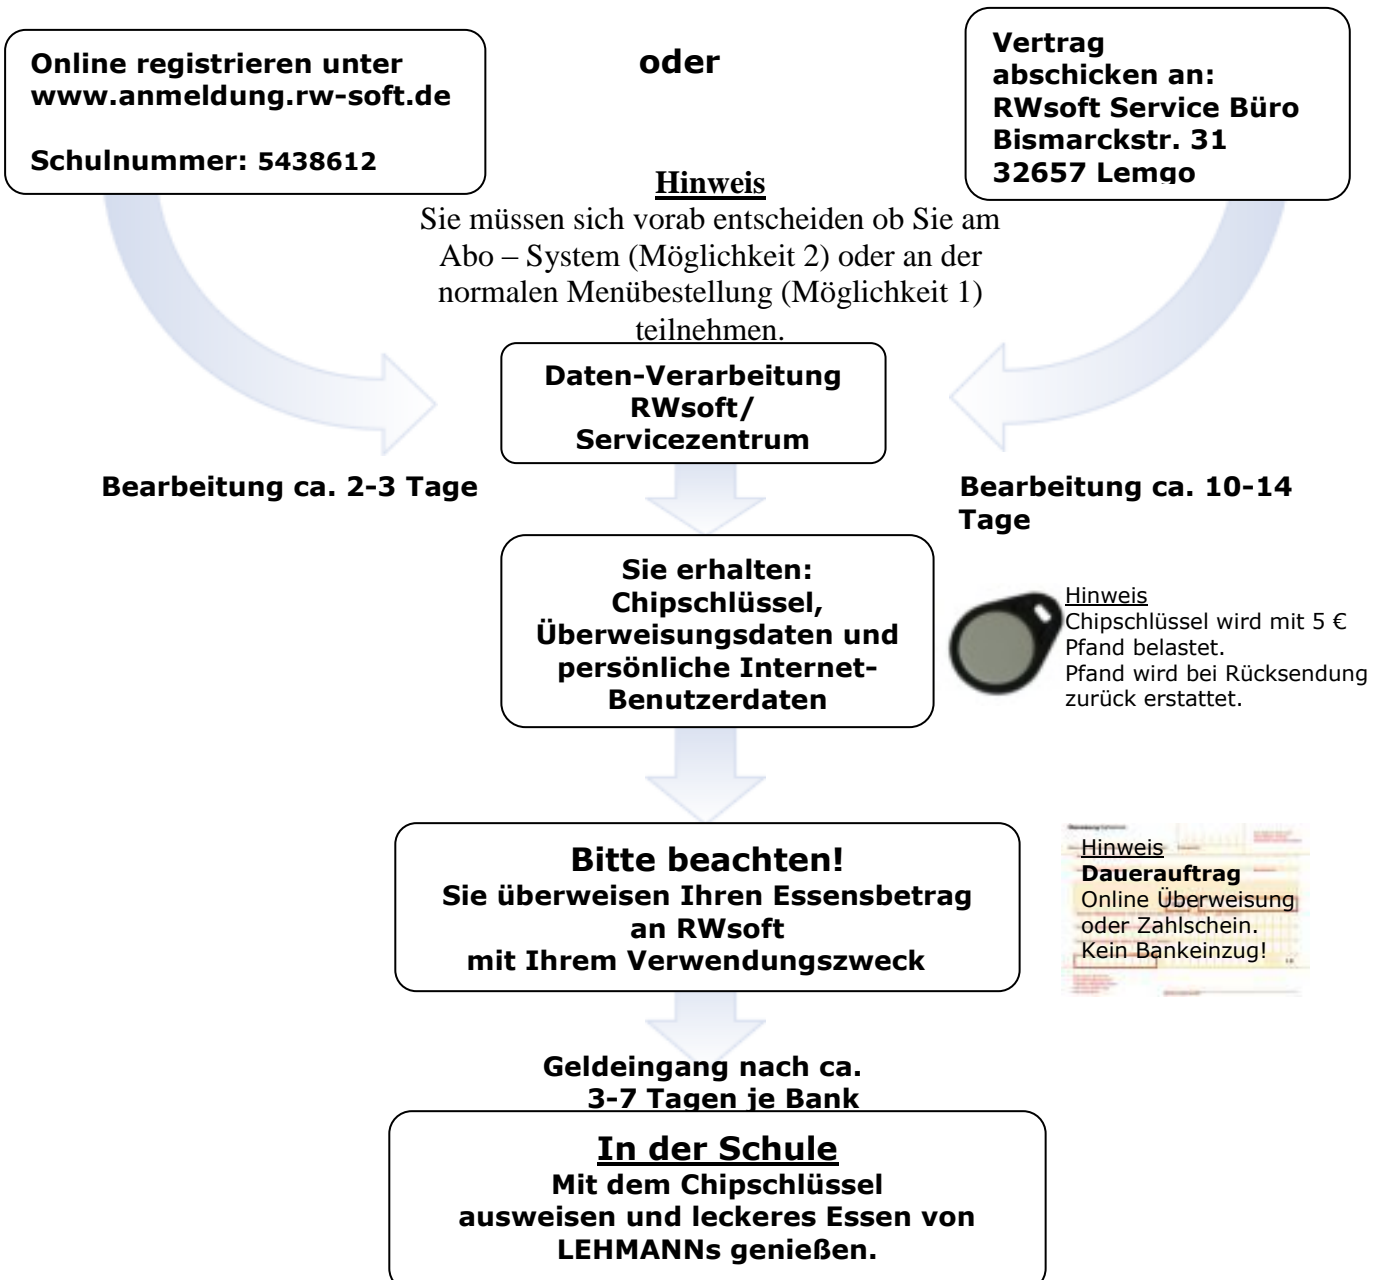 Online registrieren unter
www.anmeldung.rw-soft.de
Schulnummer: 5438612
oder
Vertrag
abschicken an:
RWsoft Service Büro
Bismarckstr. 31
32657 Lemgo
Hinweis
Sie müssen sich vorab entscheiden ob Sie am
Abo – System (Möglichkeit 2) oder an der
normalen Menübestellung (Möglichkeit 1)
teilnehmen.
Daten-Verarbeitung
RWsoft/
Servicezentrum
Bearbeitung ca. 2-3 Tage
Bearbeitung ca. 10-14
Tage
Sie erhalten:
Chipschlüssel,
Überweisungsdaten und
persönliche Internet-
Benutzerdaten
Hinweis
Chipschlüssel wird mit 5 €
Pfand belastet.
Pfand wird bei Rücksendung
zurück erstattet.
Bitte beachten!
Sie überweisen Ihren Essensbetrag
an RWsoft
mit Ihrem Verwendungszweck
Hinweis
Dauerauftrag
Online Überweisung
oder Zahlschein.
Kein Bankeinzug!
Geldeingang nach ca.
3-7 Tagen je Bank
In der Schule
Mit dem Chipschlüssel
ausweisen und leckeres Essen von
LEHMANNs genießen.